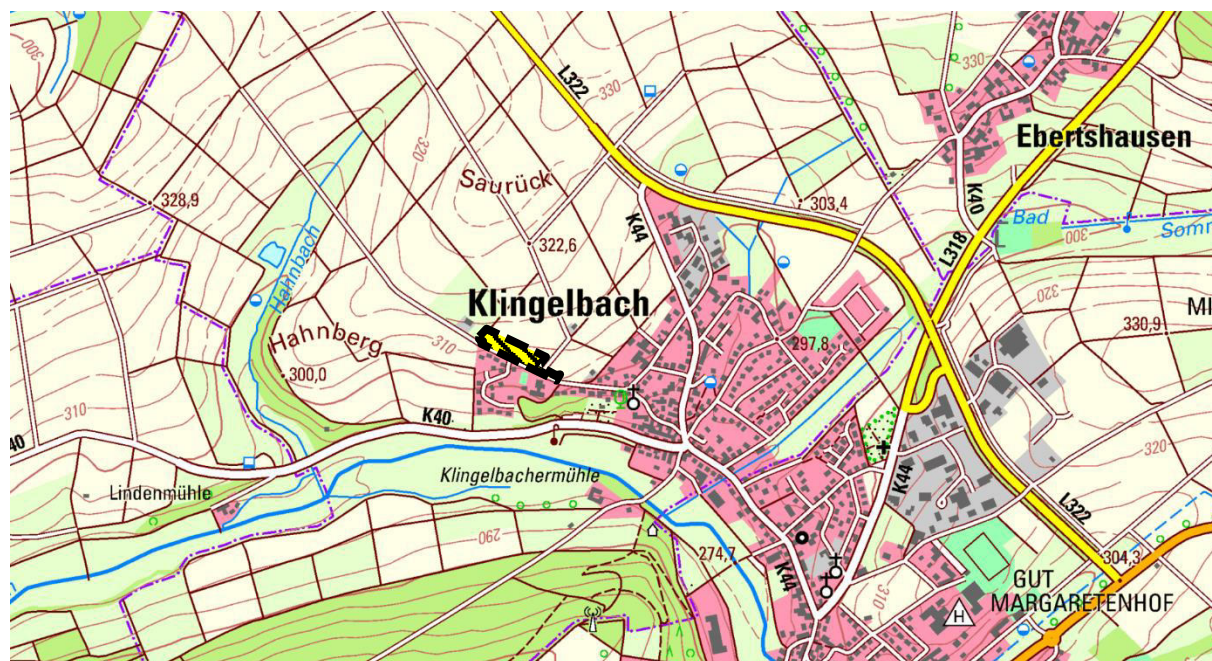 300
L322
330
330
Ebertshausen
320
Saurück
328,9
303,4
K44
K40
Bad
322,6
L318
300
Somm
Hahnbach
Klingelbach
320
MI
330,9
Hahnberg
310
297,8
300,0
310
K40
40
320
Klingelbachermühle
K44
Lindenmühle
L322
290
274,7
304,3
K44
310
GUT
MARGARETENHOF
H